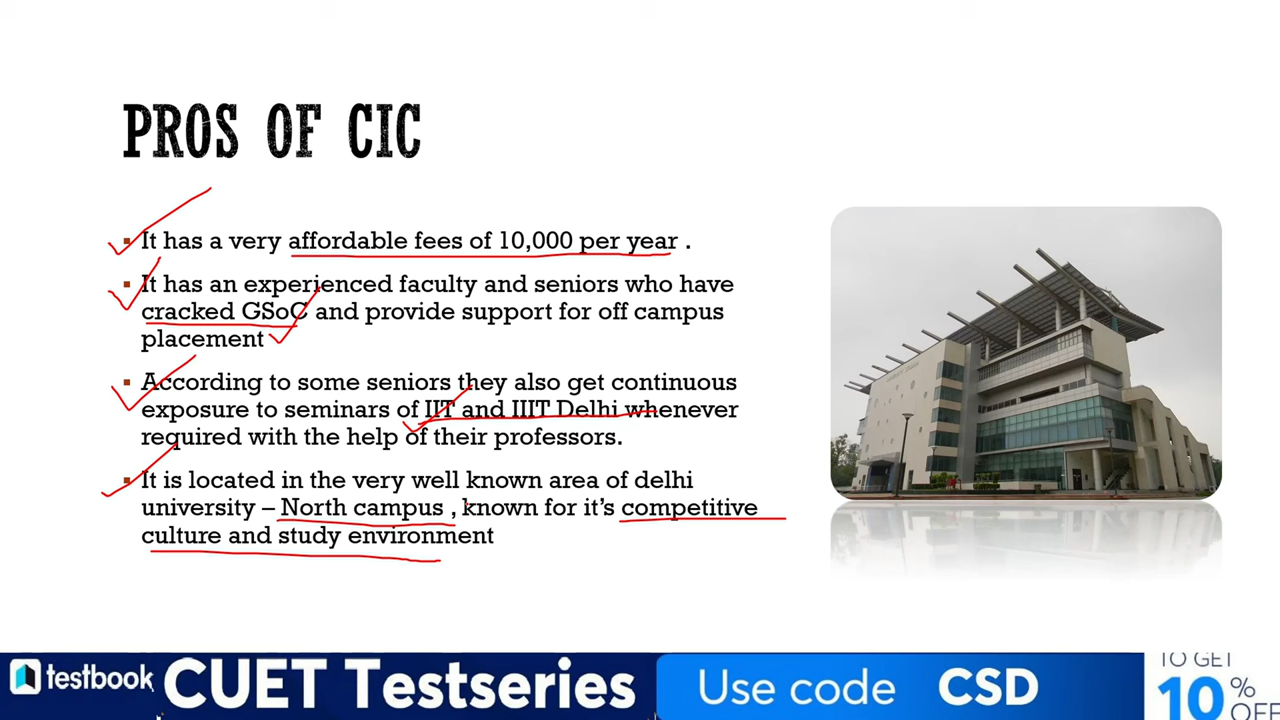 PROS OF CIC
It has a very affordable fees of 10,000 per year .
It has an experienced faculty and seniors who have
cracked GSoC and provide support for off campus
placement
According to some seniors they also get continuous
exposure to seminars of IIT and IIIT Delhi whenever
required with the help of their professors.
It is located in the very well known area of delhi
university – North campus , known for it's competitive
culture and study environment
testbook CUET Testseries Use code CSD
TO GET
10 % OFF